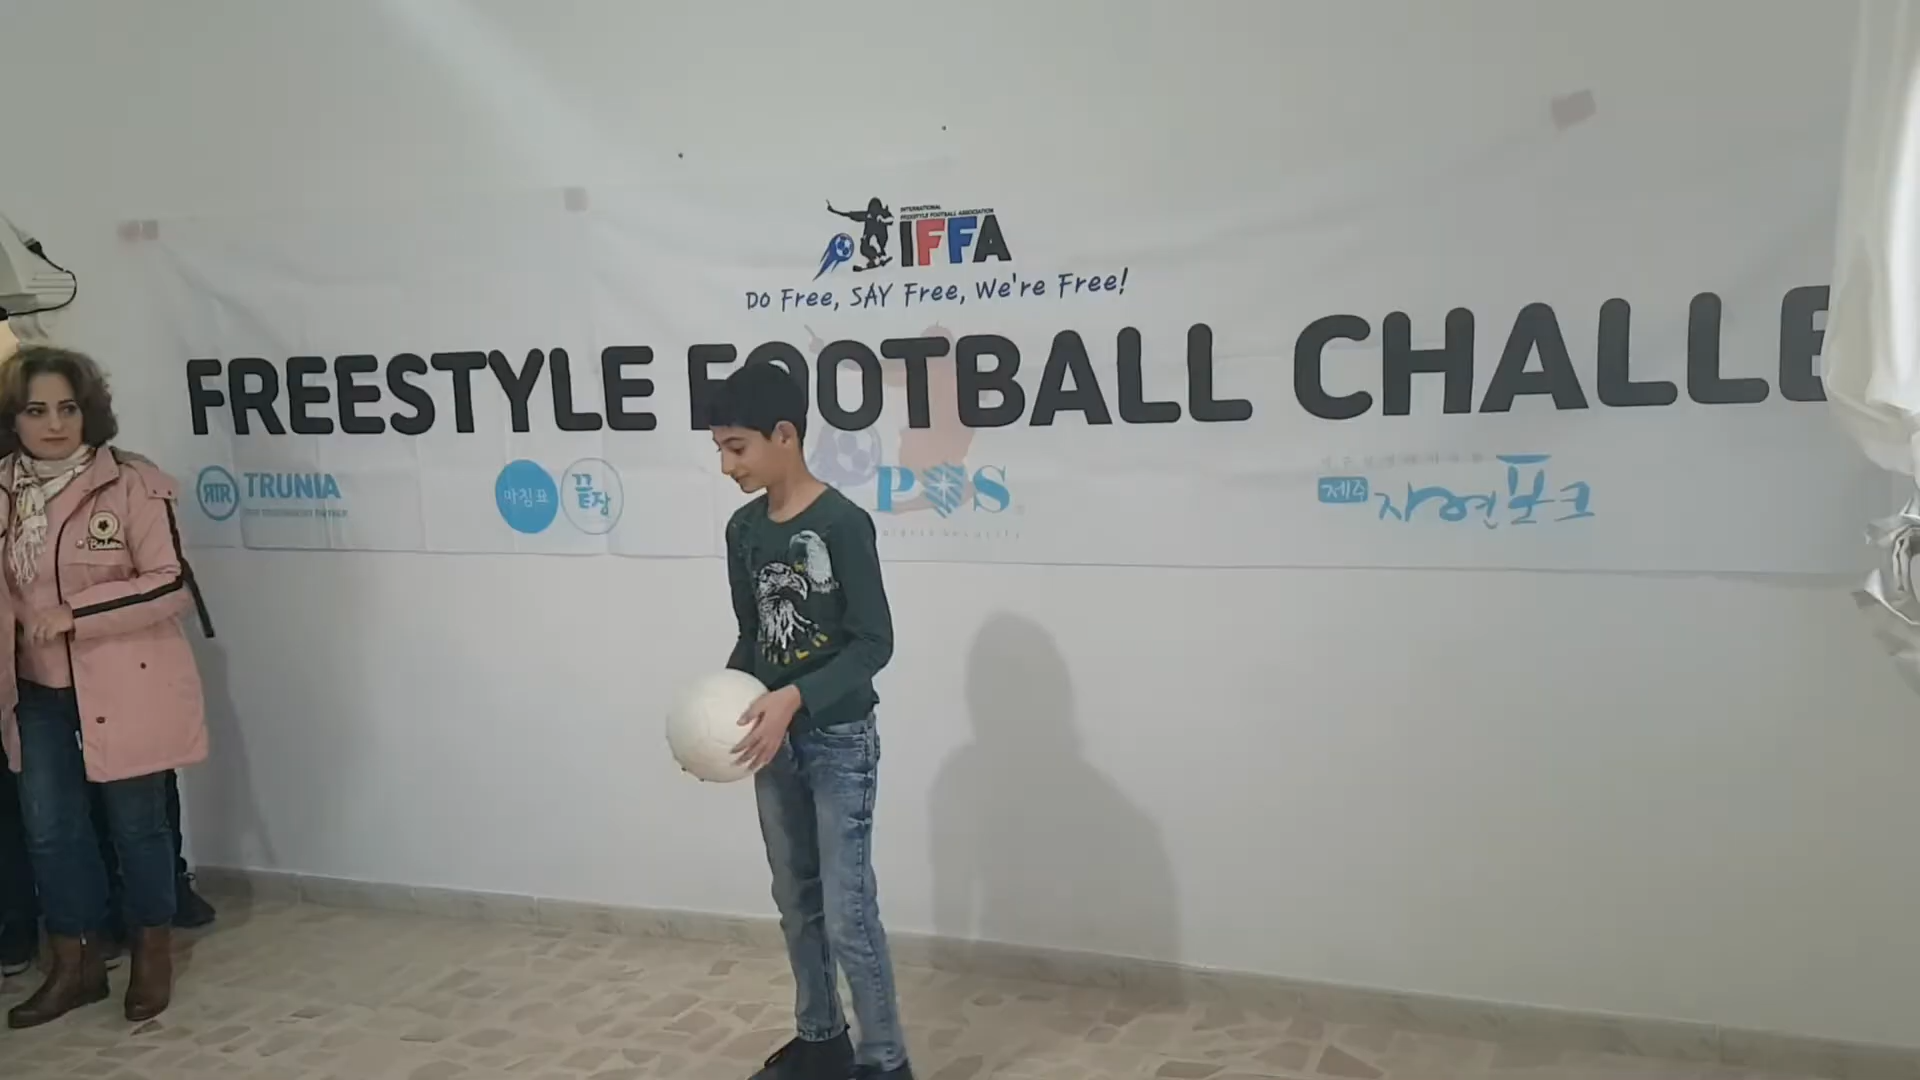 INTERNATIONAL
FREESTYLE FOOTBALL ASSOCIATION
IFFA
Do Free, SAY Free, We're Free!
FREESTYLE FOOTBALL CHALLE
TRUNIA
마침표
끝장
POS
제주
자연포크